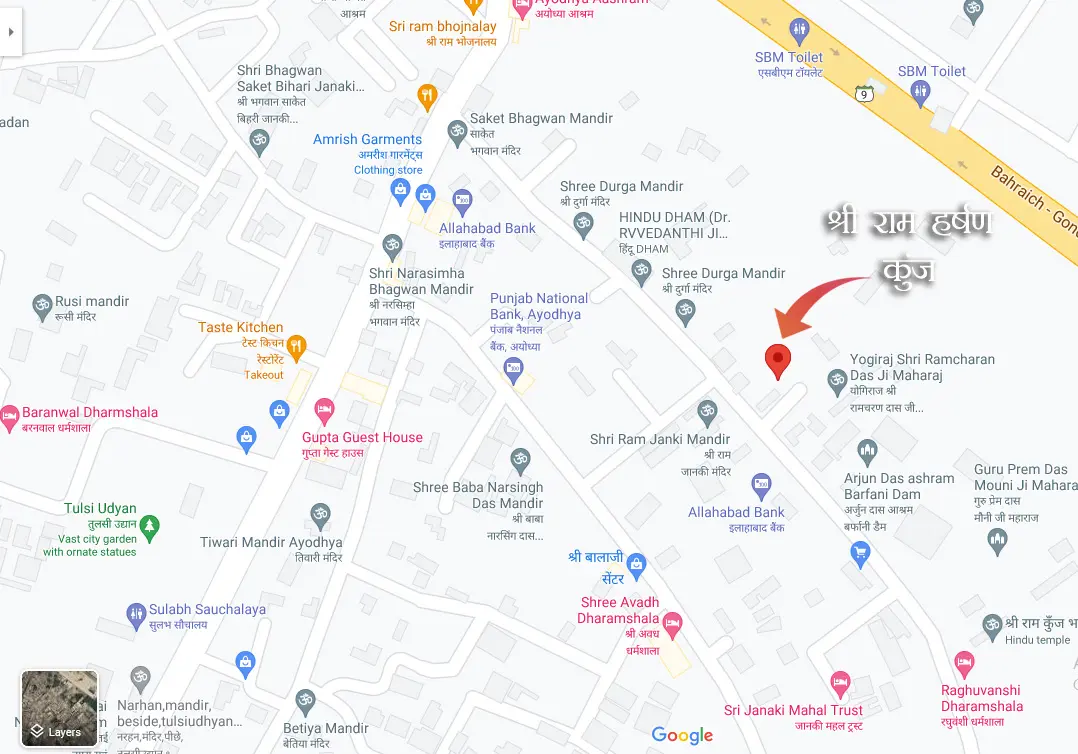 आश्रम
Sri ram bhojnalay
श्री राम भोजनालय
Ayodhya Aashram
अयोध्या आश्रम
SBM Toilet
एसबीएम टॉयलेट
SBM Toilet
9
Shri Bhagwan
Saket Bihari Janaki...
श्री भगवान साकेत
बिहरी जानकी...
adan
Saket Bhagwan Mandir
साकेत
भगवान मंदिर
Amrish Garments
अमरीश गारमेंट्स
Clothing store
Bahraich - Gon
Shree Durga Mandir
श्री दुर्गा मंदिर
HINDU DHAM (Dr.
RVVEDANTHI JI...
हिंदू DHAM
श्री राम हर्षण
कुंज
Allahabad Bank
इलाहाबाद बैंक
Shri Narasimha
Bhagwan Mandir
श्री नरसिम्हा
भगवान मंदिर
Shree Durga Mandir
श्री दुर्गा मंदिर
Punjab National
Bank, Ayodhya
पंजाब नैशनल
बैंक, अयोध्या
Rusi mandir
रूसी मंदिर
Taste Kitchen
टेस्ट किचन
रेस्टोरेंट
Takeout
Yogiraj Shri Ramcharan
Das Ji Maharaj
योगिराज श्री
रामचरण दास जी...
Baranwal Dharmshala
बरनवाल धर्मशाला
Gupta Guest House
गुप्ता गेस्ट हाउस
Shri Ram Janki Mandir
श्री राम
जानकी मंदिर
Arjun Das ashram
Barfani Dam
अर्जुन दास आश्रम
बर्फानी डैम
Guru Prem Das
Mouni Ji Mahara
गुरु प्रेम दास
मौनी जी महाराज
Shree Baba Narsingh
Das Mandir
श्री बाबा
नारसिंग दास...
Allahabad Bank
इलाहाबाद बैंक
Tulsi Udyan
तुलसी उद्यान
Vast city garden
with ornate statues
Tiwari Mandir Ayodhya
तिवारी मंदिर
श्री बालाजी
सेंटर
Shree Avadh
Dharamshala
श्री अवध
धर्मशाला
Sulabh Sauchalaya
सुलभ सौचालय
श्री राम कुँज भ
Hindu temple
Raghuvanshi
Dharamshala
रघुवंशी धर्मशाला
Sri Janaki Mahal Trust
जानकी महल ट्रस्ट
Narhan,mandir,
beside,tulsiudhyan...
नरहन,मंदिर,पीछे,
Betiya Mandir
बेतिया मंदिर
Layers
Google